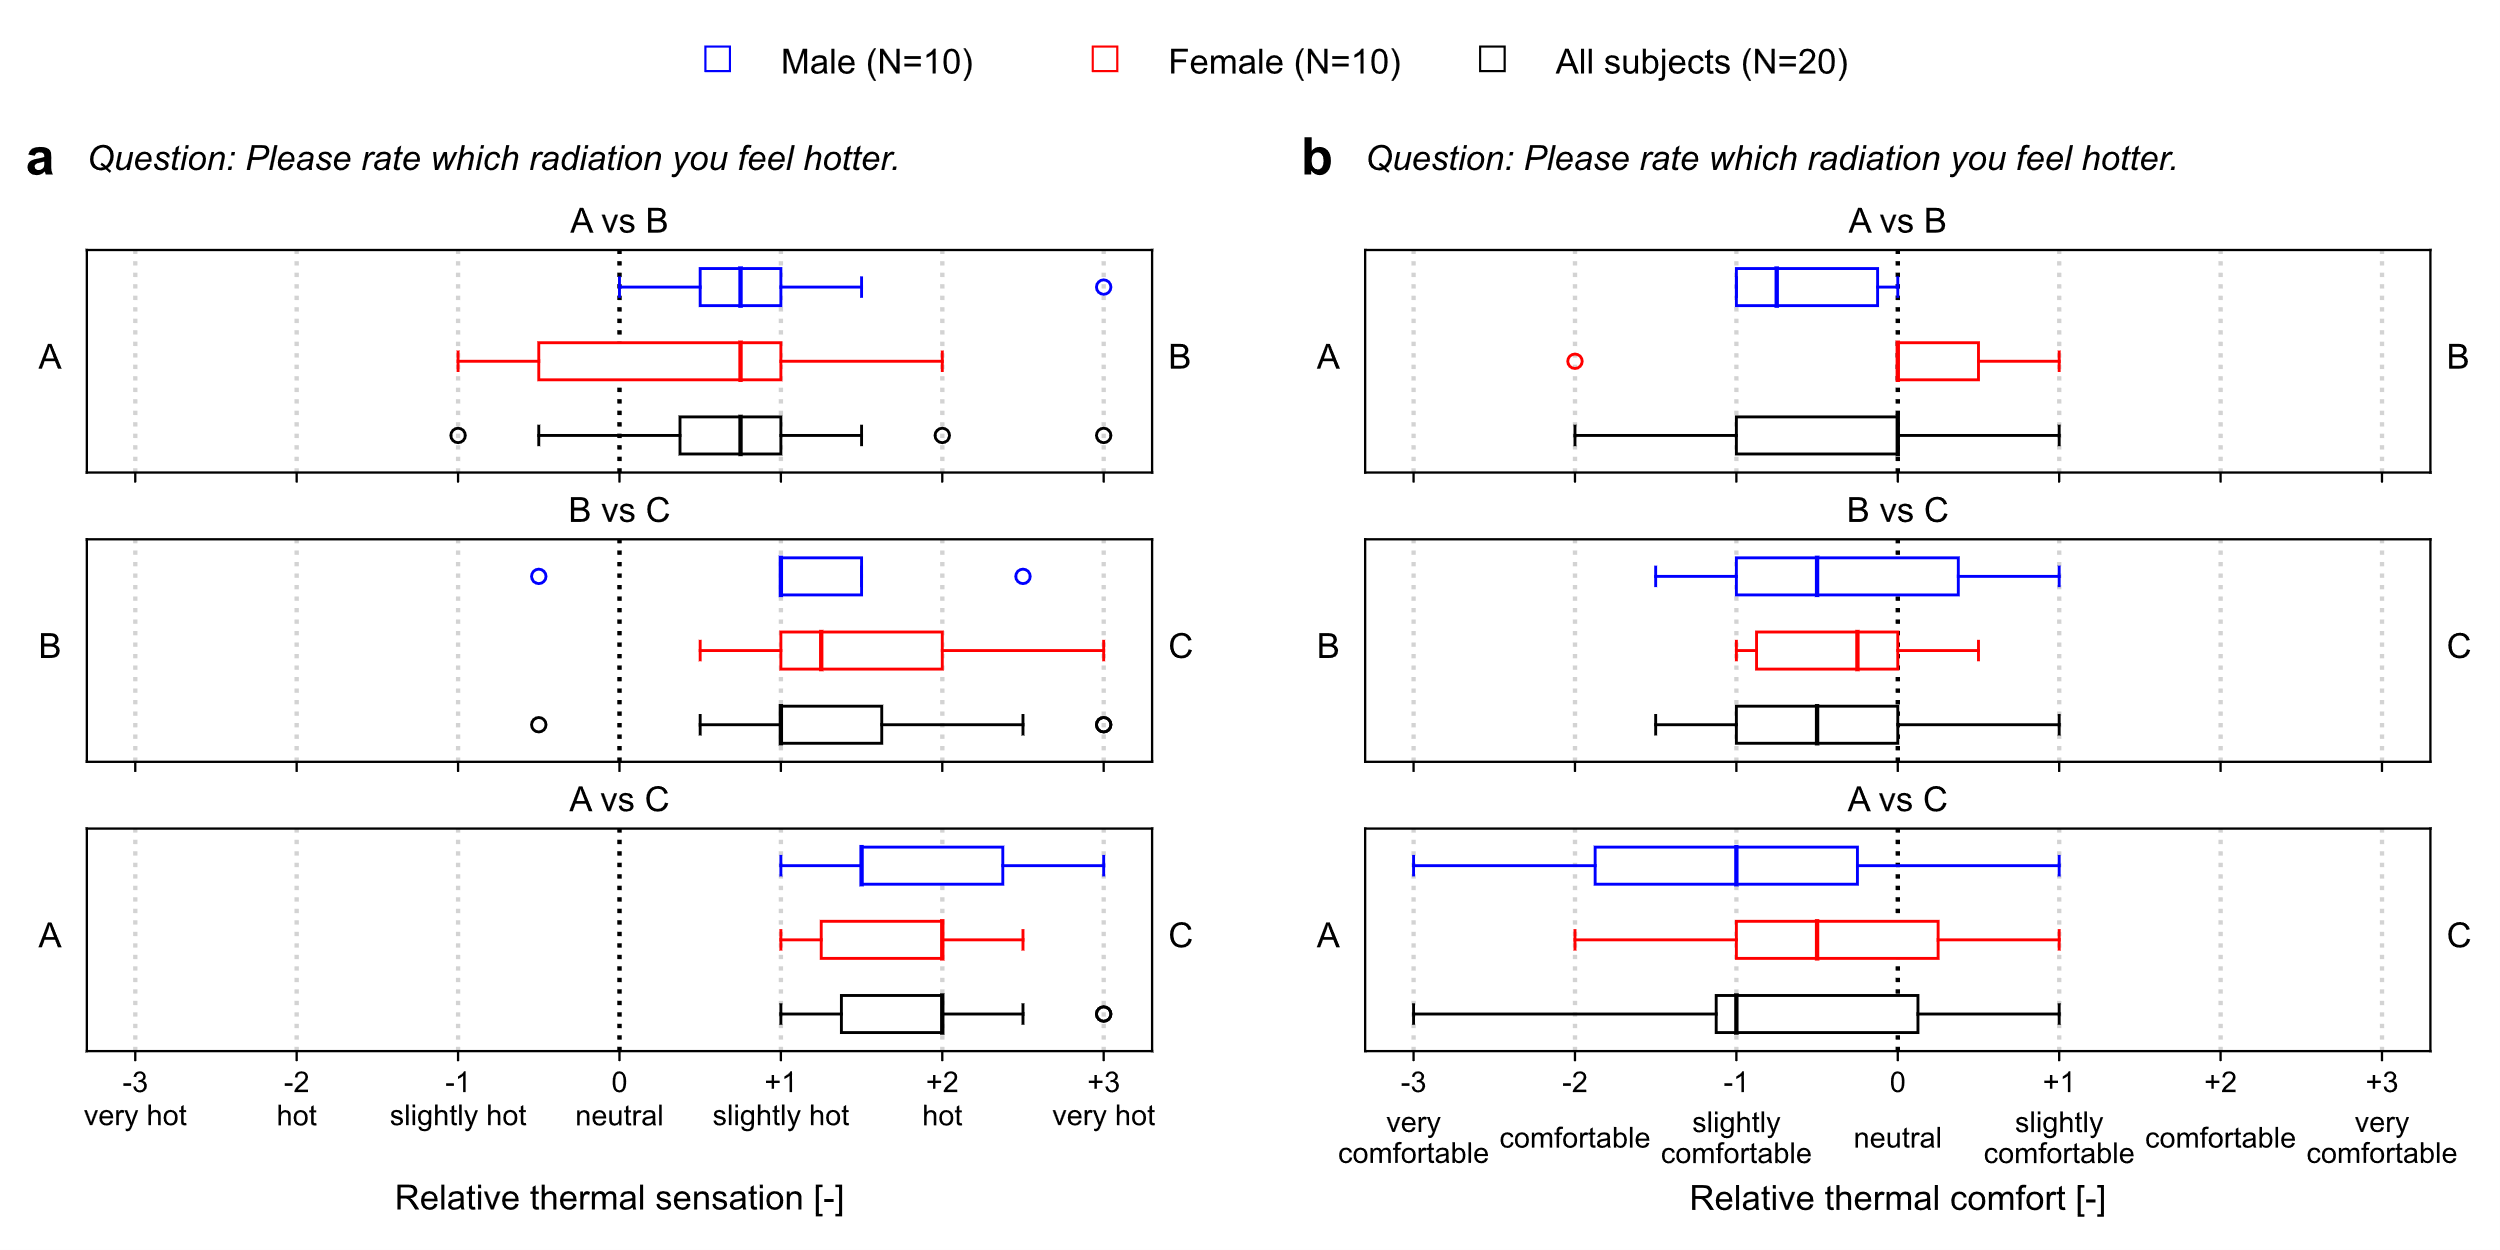 Male (N=10)
Female (N=10)
All subjects (N=20)
a
Question: Please rate which radiation you feel hotter.
A vs B
A
B
B vs C
B
C
A vs C
A
C
-3
-2
-1
0
+1
+2
+3
very hot
hot
slightly hot
neutral
slightly hot
hot
very hot
Relative thermal sensation [-]
b
Question: Please rate which radiation you feel hotter.
A vs B
A
B
B vs C
B
C
A vs C
A
C
-3
-2
-1
0
+1
+2
+3
very
comfortable
comfortable
slightly
comfortable
neutral
slightly
comfortable
comfortable
very
comfortable
Relative thermal comfort [-]